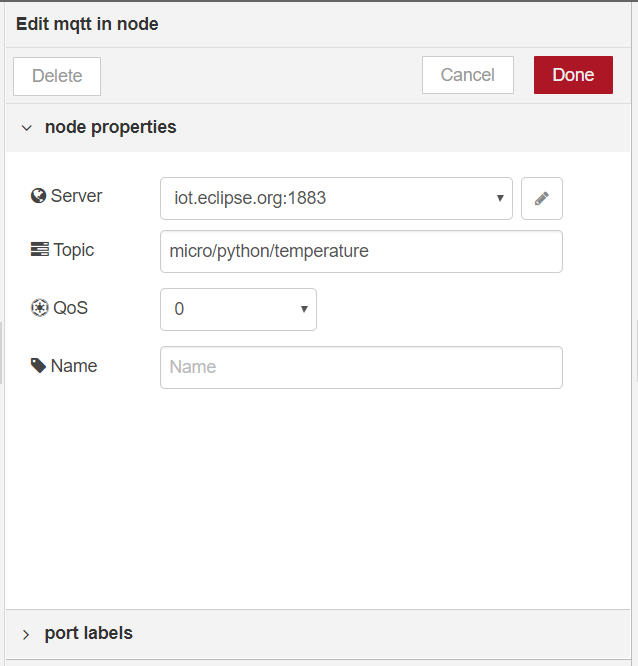 Edit mqtt in node
Delete Cancel Done
node properties
Server iot.eclipse.org:1883
Topic micro/python/temperature
QoS 0
Name Name
port labels